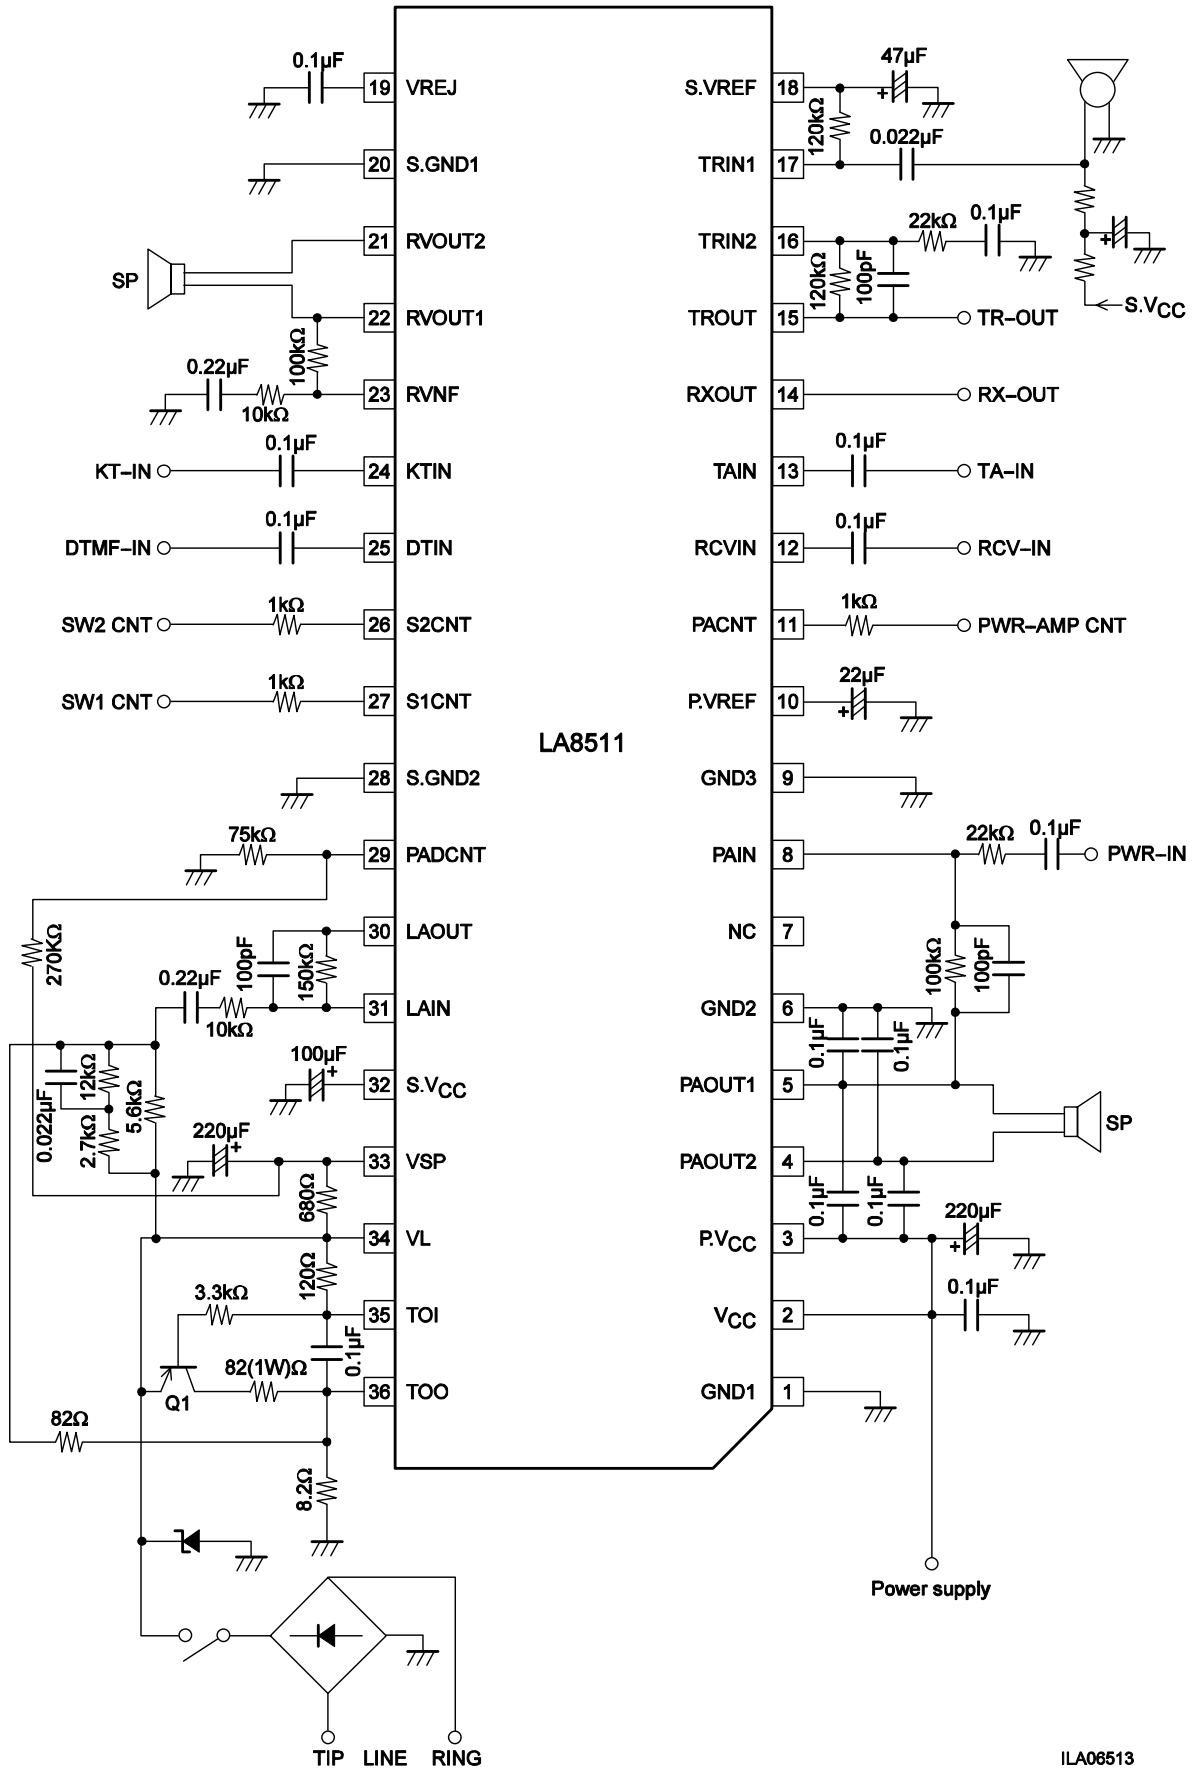 0.1µF
19 VREJ
20 S.GND1
21 RVOUT2
SP
22 RVOUT1
100kΩ
0.22µF
10kΩ
23 RVNF
0.1µF
KT–IN
24 KTIN
0.1µF
DTMF–IN
25 DTIN
1kΩ
SW2 CNT
26 S2CNT
1kΩ
SW1 CNT
27 S1CNT
28 S.GND2
75kΩ
29 PADCNT
270KΩ
30 LAOUT
100pF
150kΩ
0.22µF
10kΩ
31 LAIN
100µF
+
32 S.VCC
0.022µF
12kΩ
2.7kΩ
5.6kΩ
220µF
+
33 VSP
680Ω
34 VL
120Ω
3.3kΩ
35 TOI
0.1µF
82(1W)Ω
Q1
36 TOO
82Ω
8.2Ω
TIP LINE RING
LA8511
47µF
+
S.VREF 18
120kΩ
0.022µF
TRIN1 17
+
S.VCC
22kΩ
0.1µF
TRIN2 16
120kΩ
100pF
TROUT 15
TR–OUT
RXOUT 14
RX–OUT
0.1µF
TAIN 13
TA–IN
0.1µF
RCVIN 12
RCV–IN
1kΩ
PACNT 11
PWR–AMP CNT
22µF
+
P.VREF 10
GND3 9
22kΩ
0.1µF
PAIN 8
PWR–IN
100kΩ
100pF
NC 7
GND2 6
0.1µF
0.1µF
PAOUT1 5
SP
PAOUT2 4
0.1µF
0.1µF
220µF
+
P.VCC 3
0.1µF
VCC 2
GND1 1
Power supply
ILA06513